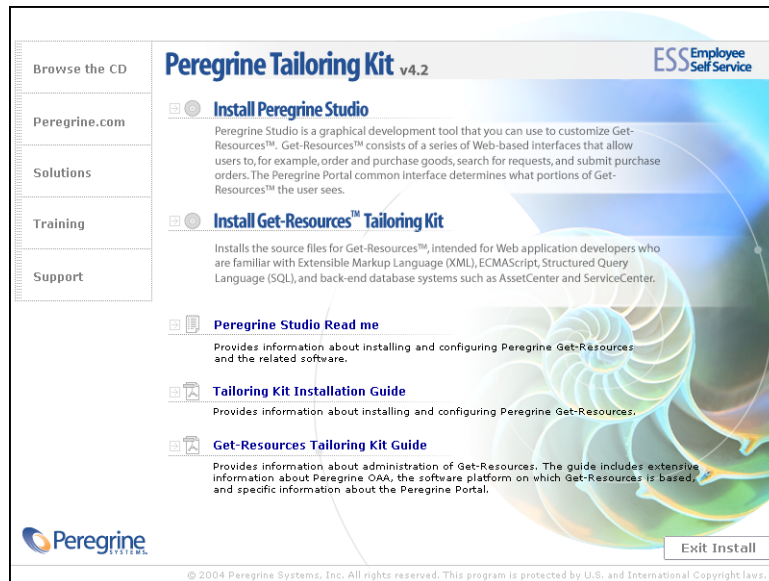 Browse the CD
Peregrine.com
Solutions
Training
Support
Peregrine Tailoring Kit v4.2
ESS Employee
Self Service
Install Peregrine Studio
Peregrine Studio is a graphical development tool that you can use to customize Get-
Resources™. Get-Resources™ consists of a series of Web-based interfaces that allow
users to, for example, order and purchase goods, search for requests, and submit purchase
orders. The Peregrine Portal common interface determines what portions of Get-
Resources™ the user sees.
Install Get-Resources™ Tailoring Kit
Installs the source files for Get-Resources™, intended for Web application developers who
are familiar with Extensible Markup Language (XML), ECMAScript, Structured Query
Language (SQL), and back-end database systems such as AssetCenter and ServiceCenter.
Peregrine Studio Read me
Provides information about installing and configuring Peregrine Get-Resources
and the related software.
Tailoring Kit Installation Guide
Provides information about installing and configuring Peregrine Get-Resources.
Get-Resources Tailoring Kit Guide
Provides information about administration of Get-Resources. The guide includes extensive
information about Peregrine OAA, the software platform on which Get-Resources is based,
and specific information about the Peregrine Portal.
Peregrine
SYSTEMS
Exit Install
© 2004 Peregrine Systems, Inc. All rights reserved. This program is protected by U.S. and International Copyright laws.